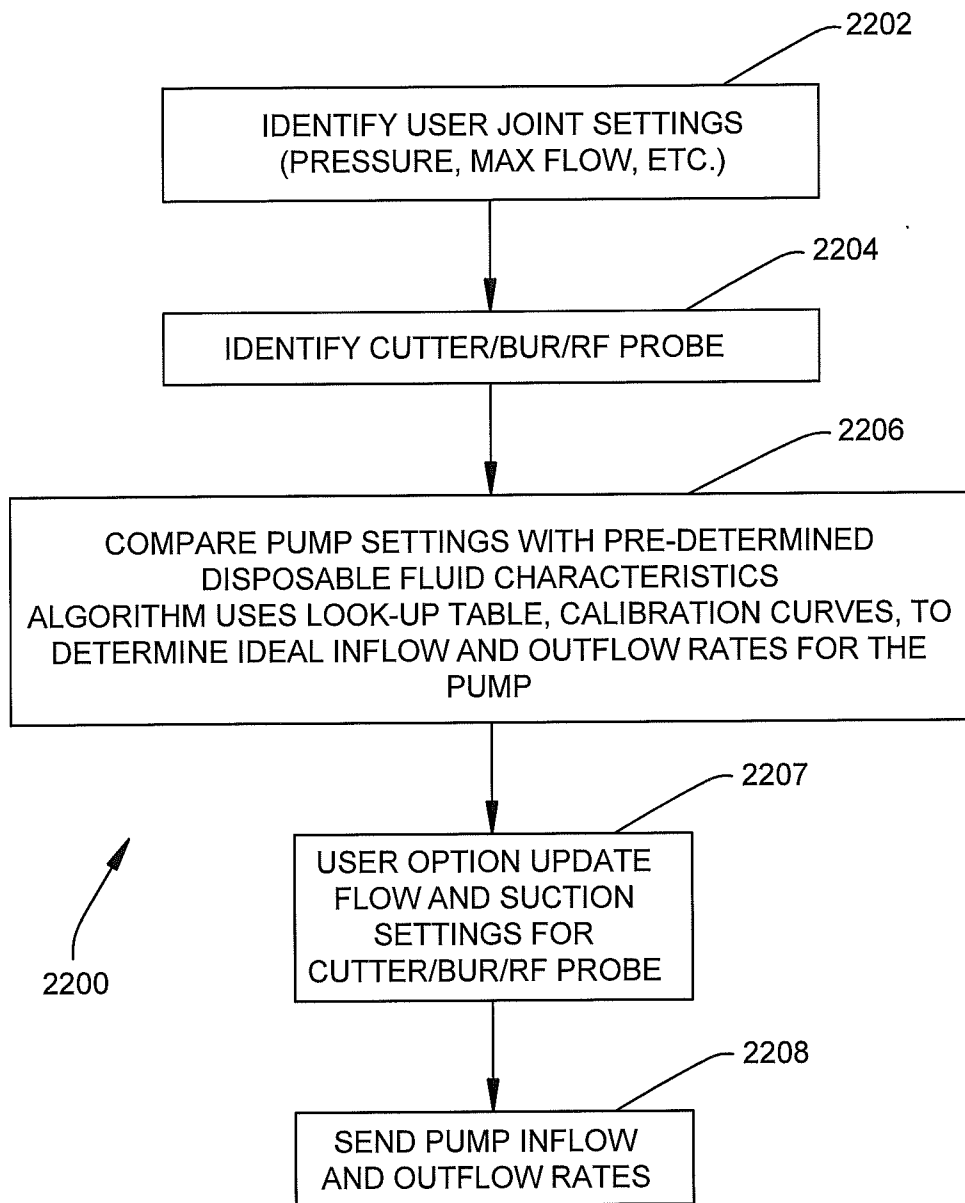 2202
IDENTIFY USER JOINT SETTINGS
(PRESSURE, MAX FLOW, ETC.)
2204
IDENTIFY CUTTER/BUR/RF PROBE
2206
COMPARE PUMP SETTINGS WITH PRE-DETERMINED
DISPOSABLE FLUID CHARACTERISTICS
ALGORITHM USES LOOK-UP TABLE, CALIBRATION CURVES, TO
DETERMINE IDEAL INFLOW AND OUTFLOW RATES FOR THE
PUMP
2207
USER OPTION UPDATE
FLOW AND SUCTION
SETTINGS FOR
CUTTER/BUR/RF PROBE
2200
2208
SEND PUMP INFLOW
AND OUTFLOW RATES